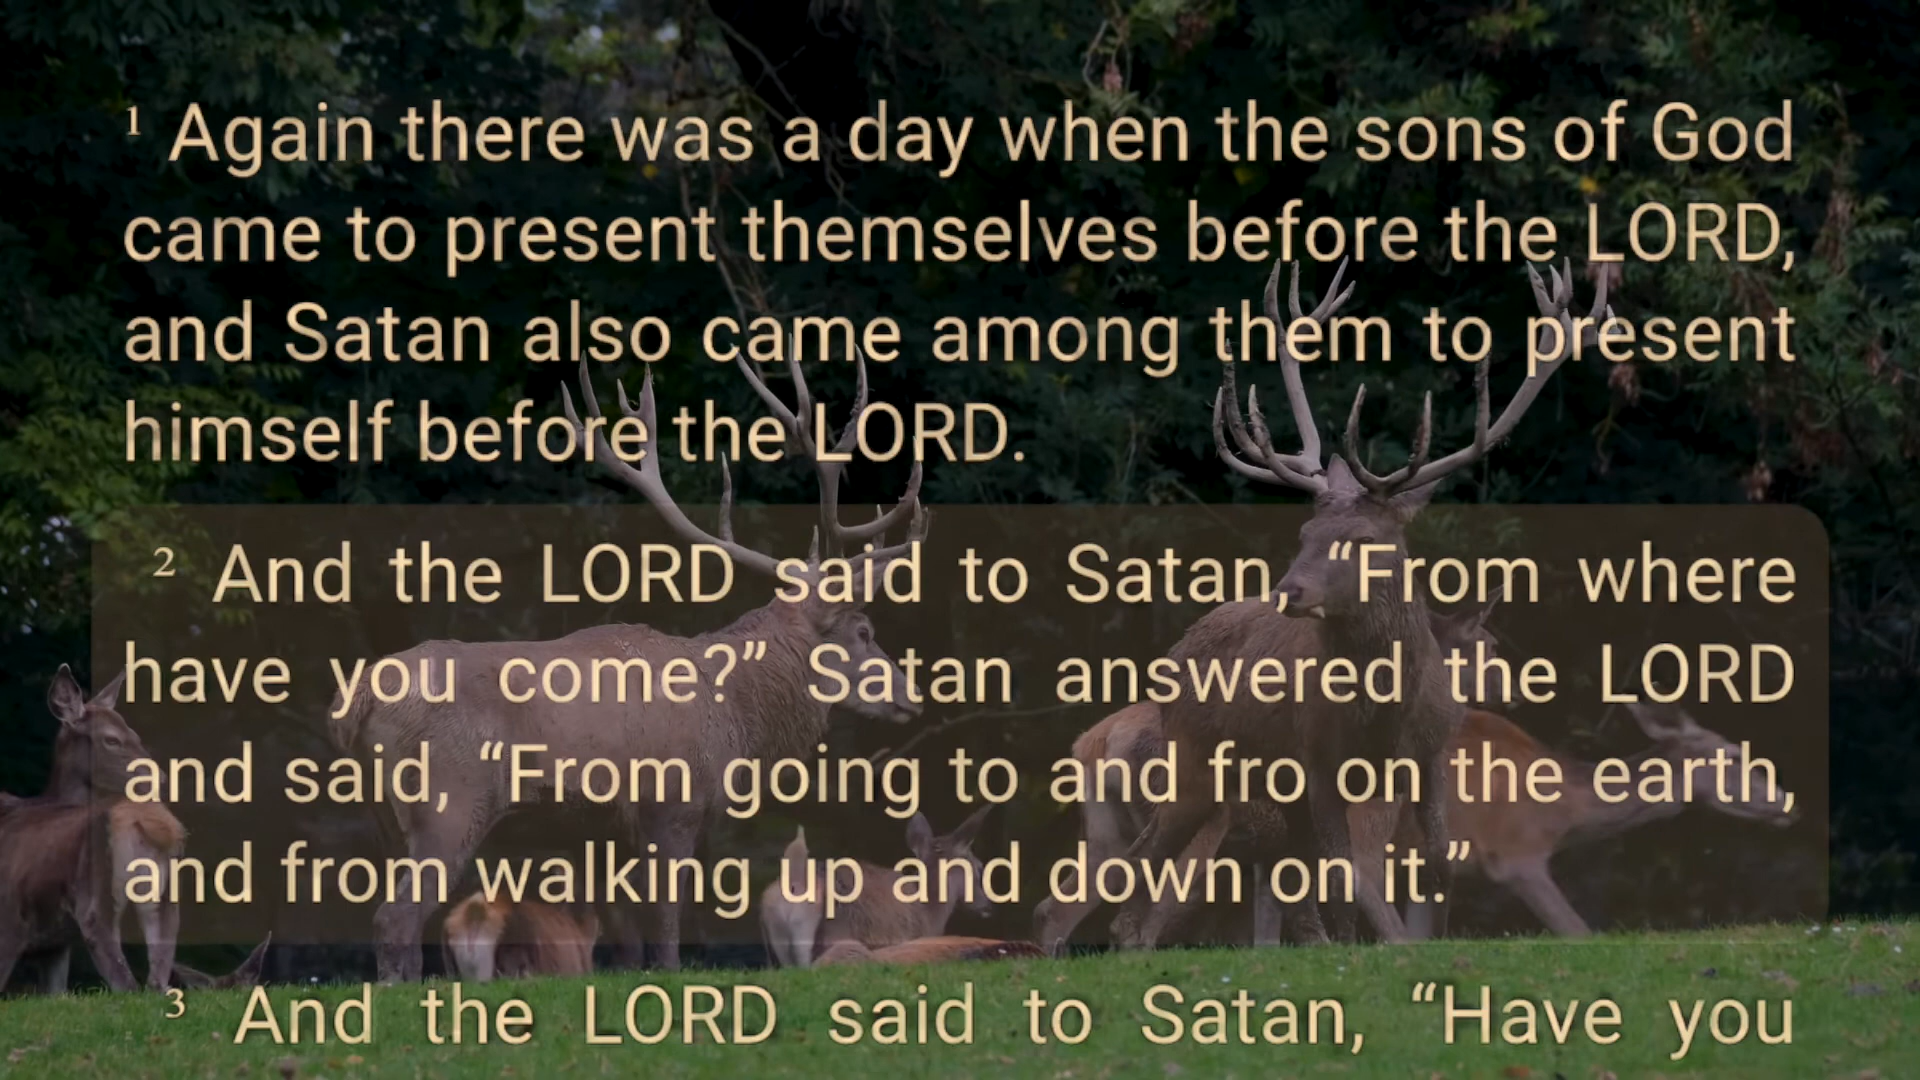 1 Again there was a day when the sons of God
came to present themselves before the LORD,
and Satan also came among them to present
himself before the LORD.
2 And the LORD said to Satan, “From where
have you come?” Satan answered the LORD
and said, “From going to and fro on the earth,
and from walking up and down on it.”
3 And the LORD said to Satan, “Have you